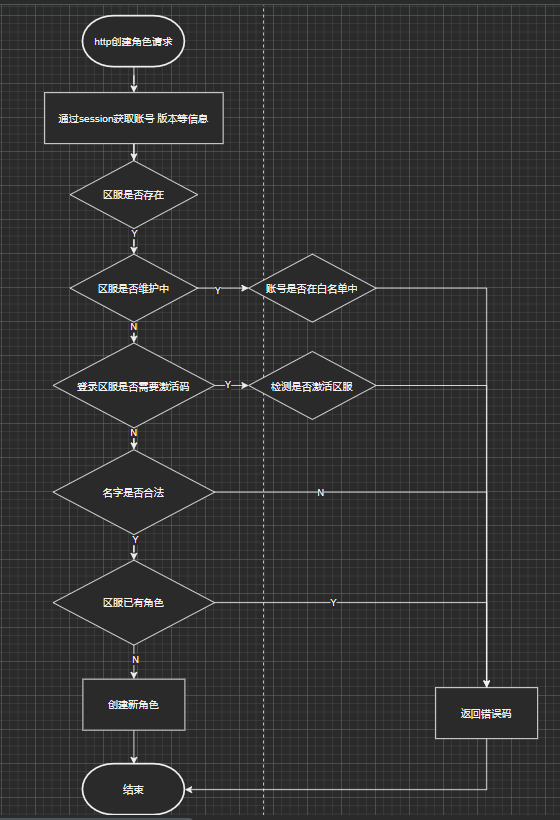 http创建角色请求
通过session获取账号 版本等信息
区服是否存在
Y
区服是否维护中
Y
账号是否在白名单中
N
登录区服是否需要激活码
Y
检测是否激活区服
N
名字是否合法
N
Y
区服已有角色
Y
N
创建新角色
返回错误码
结束